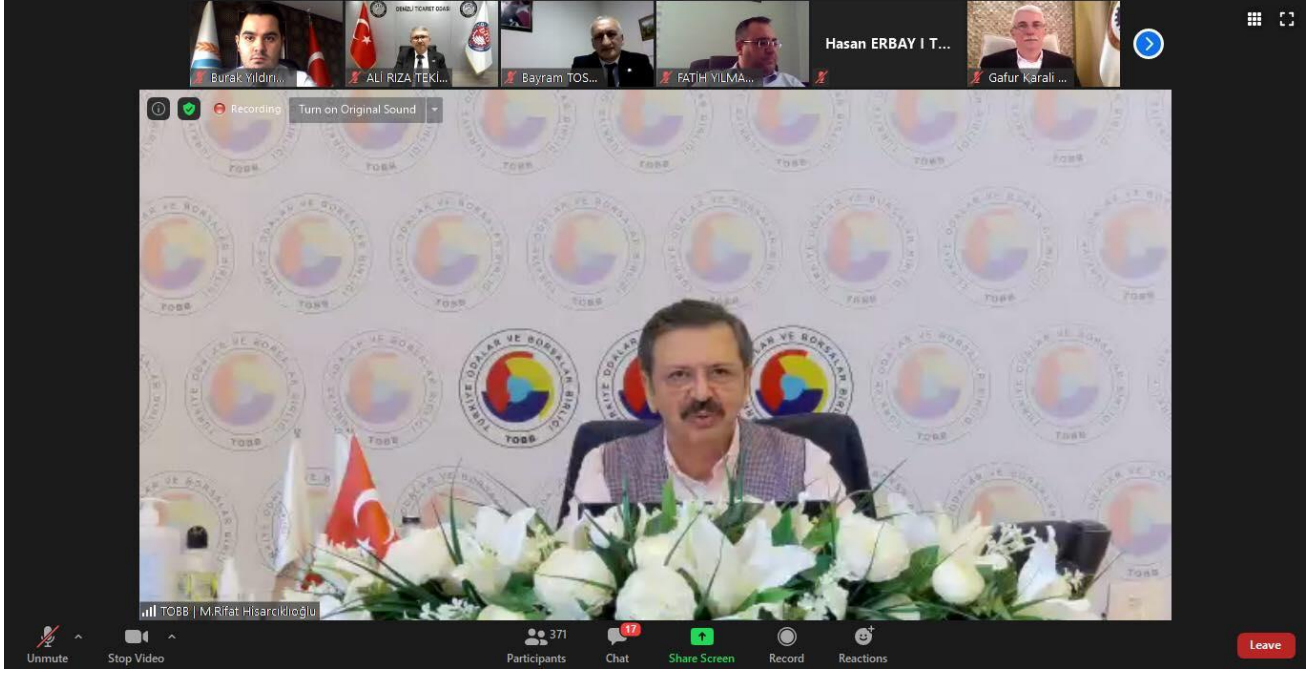 Burak Yıldırı...
DENİZLİ TİCARET ODASI
ALİ RIZA TEKİ...
Bayram TOS...
FATİH YILMA...
Hasan ERBAY I T...
Gafur Karali ...
Recording
Turn on Original Sound
TÜRKİYE ODALAR VE BORSALAR BİRLİĞİ
TOBB
TOBB | M.Rifat Hisarcıklıoğlu
Unmute
Stop Video
371
Participants
17
Chat
Share Screen
Record
Reactions
Leave